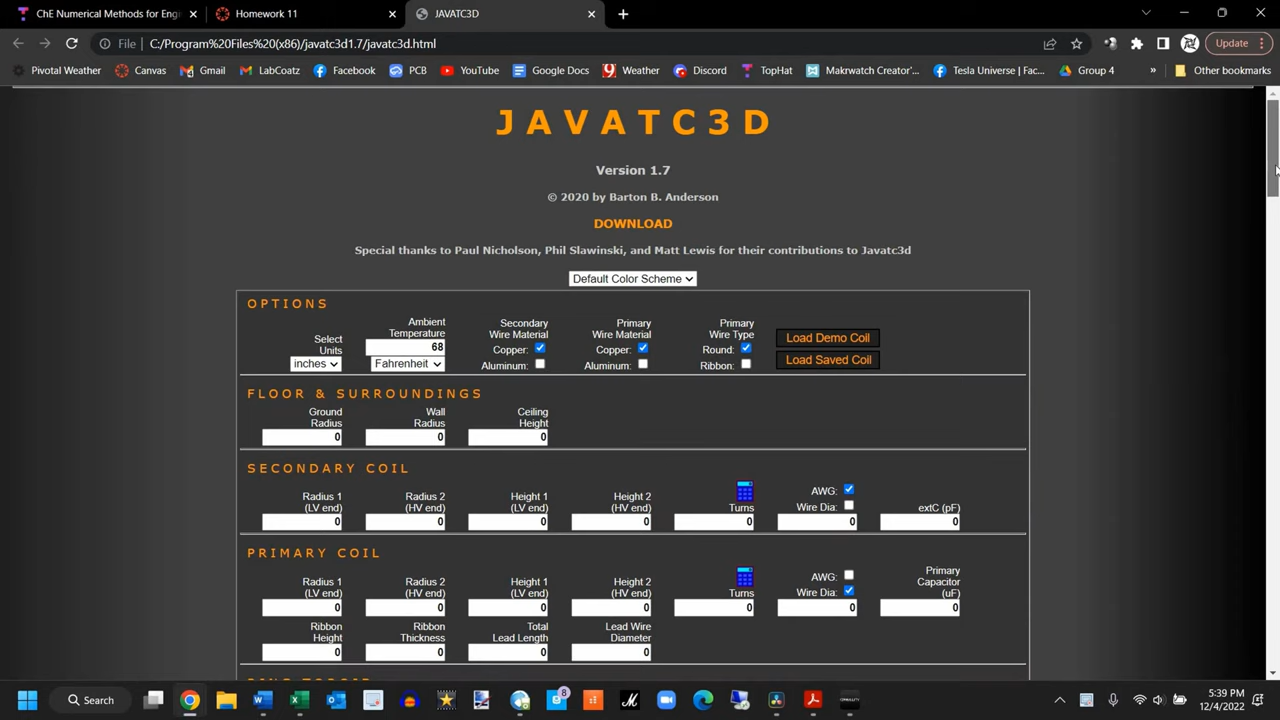 ChE Numerical Methods for Engi
Homework 11
JAVATC3D
File
C:/Program%20Files%20(x86)/javatc3d1.7/javatc3d.html
Update
Pivotal Weather
Canvas
Gmail
LabCoatz
Facebook
PCB
YouTube
Google Docs
Weather
Discord
TopHat
Makrwatch Creator'...
Tesla Universe | Fac...
Group 4
»
Other bookmarks
JAVATC3D
Version 1.7
© 2020 by Barton B. Anderson
DOWNLOAD
Special thanks to Paul Nicholson, Phil Slawinski, and Matt Lewis for their contributions to Javatc3d
Default Color Scheme
OPTIONS
Select
Units
inches
Ambient
Temperature
68
Fahrenheit
Secondary
Wire Material
Copper:
Aluminum:
Primary
Wire Material
Copper:
Aluminum:
Primary
Wire Type
Round:
Ribbon:
Load Demo Coil
Load Saved Coil
FLOOR & SURROUNDINGS
Ground
Radius
0
Wall
Radius
0
Ceiling
Height
0
SECONDARY COIL
Radius 1
(LV end)
0
Radius 2
(HV end)
0
Height 1
(LV end)
0
Height 2
(HV end)
0
Turns
0
AWG:
Wire Dia:
0
extC (pF)
0
PRIMARY COIL
Radius 1
(LV end)
0
Radius 2
(HV end)
0
Height 1
(LV end)
0
Height 2
(HV end)
0
Turns
0
AWG:
Wire Dia:
0
Primary
Capacitor
(uF)
0
Ribbon
Height
0
Ribbon
Thickness
0
Total
Lead Length
0
Lead Wire
Diameter
0
Search
8
5:39 PM
12/4/2022